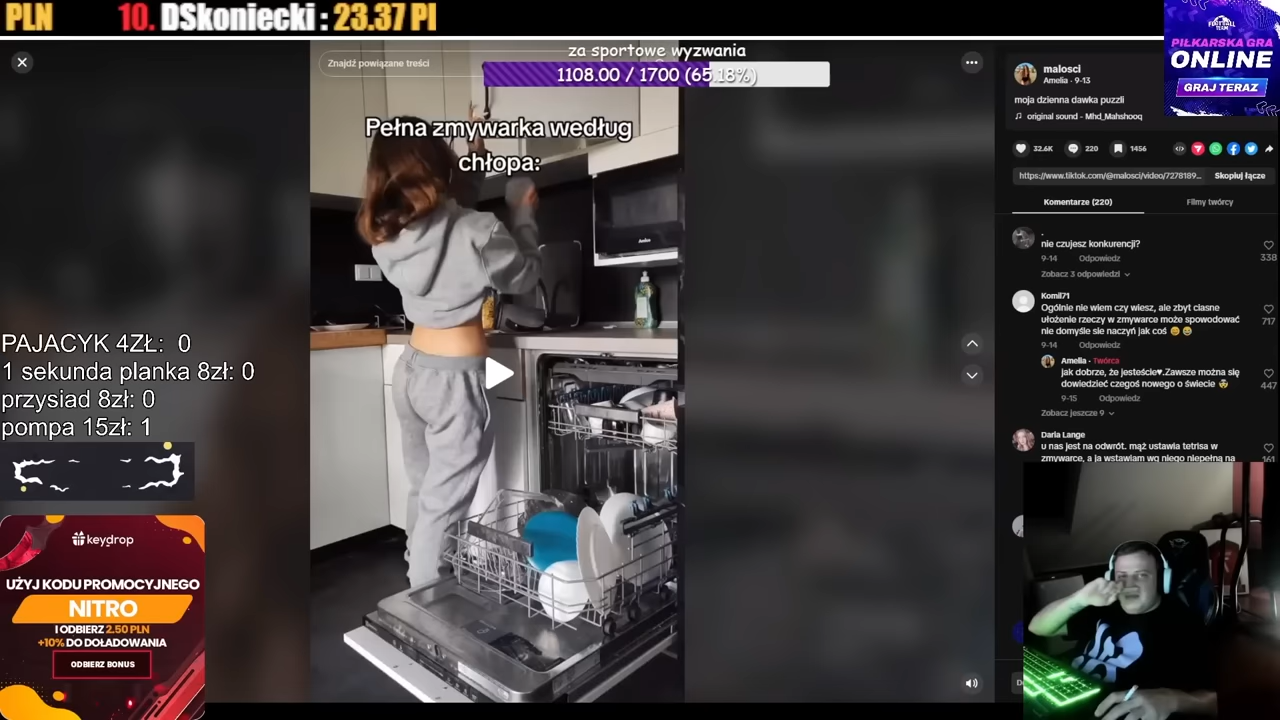 PLN
10. DSkoniecki : 23.37 Pl
za sportowe wyzwania
1108.00 / 1700 (65.18%)
Znajdź powiązane treści
Pełna zmywarka według
chłopa:
PAJACYK 4ZŁ: 0
1 sekunda planka 8zł: 0
przysiad 8zł: 0
pompa 15zł: 1
keydrop
UŻYJ KODU PROMOCYJNEGO
NITRO
I ODBIERZ 2.50 PLN
+10% DO DOŁADOWANIA
ODBIERZ BONUS
FOOTBALL
TEAM
PIŁKARSKA GRA
ONLINE
GRAJ TERAZ
malosci
Amelia · 9-13
moja dzienna dawka puzzli
original sound - Mhd_Mahshooq
32.6K
220
1456
https://www.tiktok.com/@malosci/video/7278189...
Skopiuj łącze
Komentarze (220)
Filmy twórcy
.
nie czujesz konkurencji?
338
9-14 Odpowiedz
Zobacz 3 odpowiedzi
Komil71
Ogólnie nie wiem czy wiesz, ale zbyt ciasne
ułożenie rzeczy w zmywarce może spowodować
nie domyśle sie naczyń jak coś 😊 😉
717
9-14 Odpowiedz
Amelia · Twórca
jak dobrze, że jesteście♥.Zawsze można się
dowiedzieć czegoś nowego o świecie 🤯
447
9-15 Odpowiedz
Zobacz jeszcze 9
Daria Lange
u nas jest na odwrót. mąż ustawia tetrisa w
zmywarce, a ja wstawiam wg niego niepełną na
161